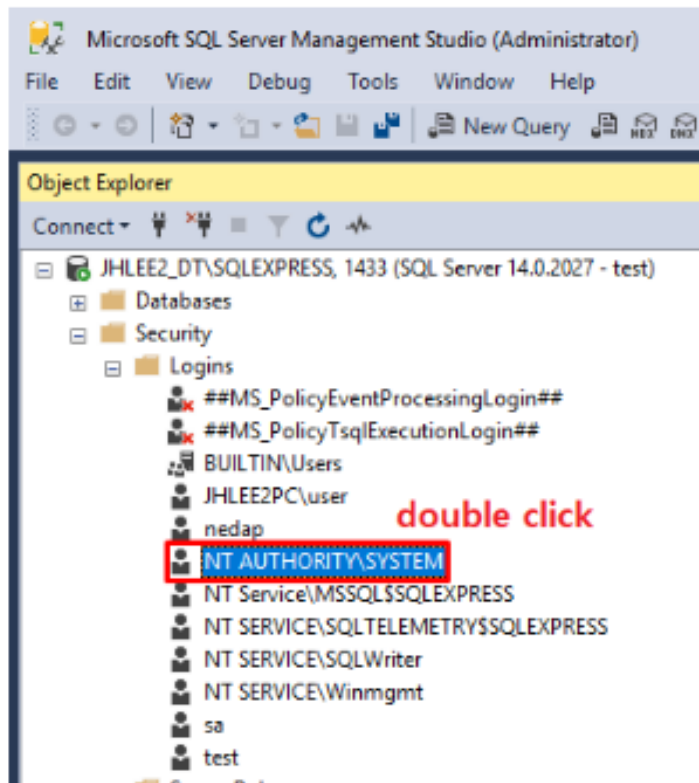 Microsoft SQL Server Management Studio (Administrator)
File Edit View Debug Tools Window Help
New Query
Object Explorer
Connect
JHLEE2_DT\SQLEXPRESS, 1433 (SQL Server 14.0.2027 - test)
Databases
Security
Logins
##MS_PolicyEventProcessingLogin##
##MS_PolicyTsqlExecutionLogin##
BUILTIN\Users
JHLEE2PC\user
double click
nedap
NT AUTHORITY\SYSTEM
NT Service\MSSQL$SQLEXPRESS
NT SERVICE\SQLTELEMETRY$SQLEXPRESS
NT SERVICE\SQLWriter
NT SERVICE\Winmgmt
sa
test